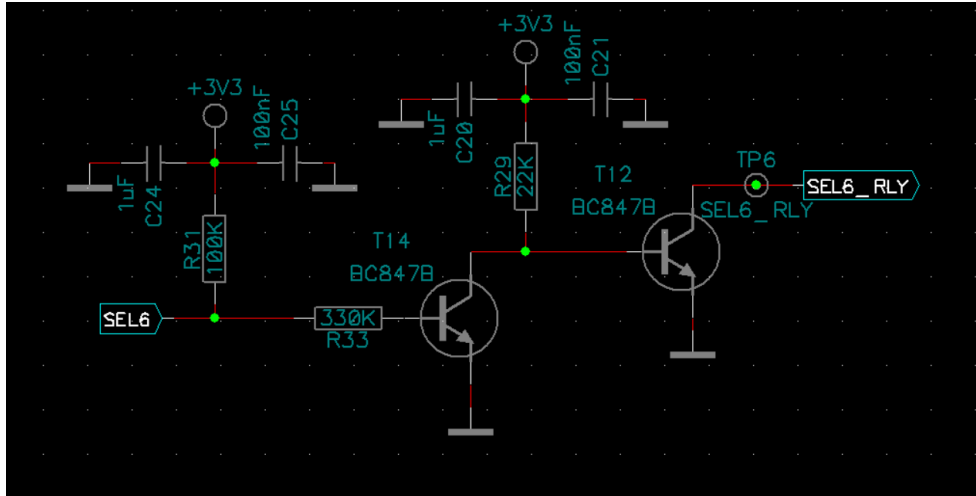 +3V3
100nF
C21
1uF
C20
R29
22K
+3V3
100nF
C25
1uF
C24
R31
100K
T12
BC847B
TP6
SEL6_RLY
SEL6_RLY
T14
BC847B
SEL6
330K
R33